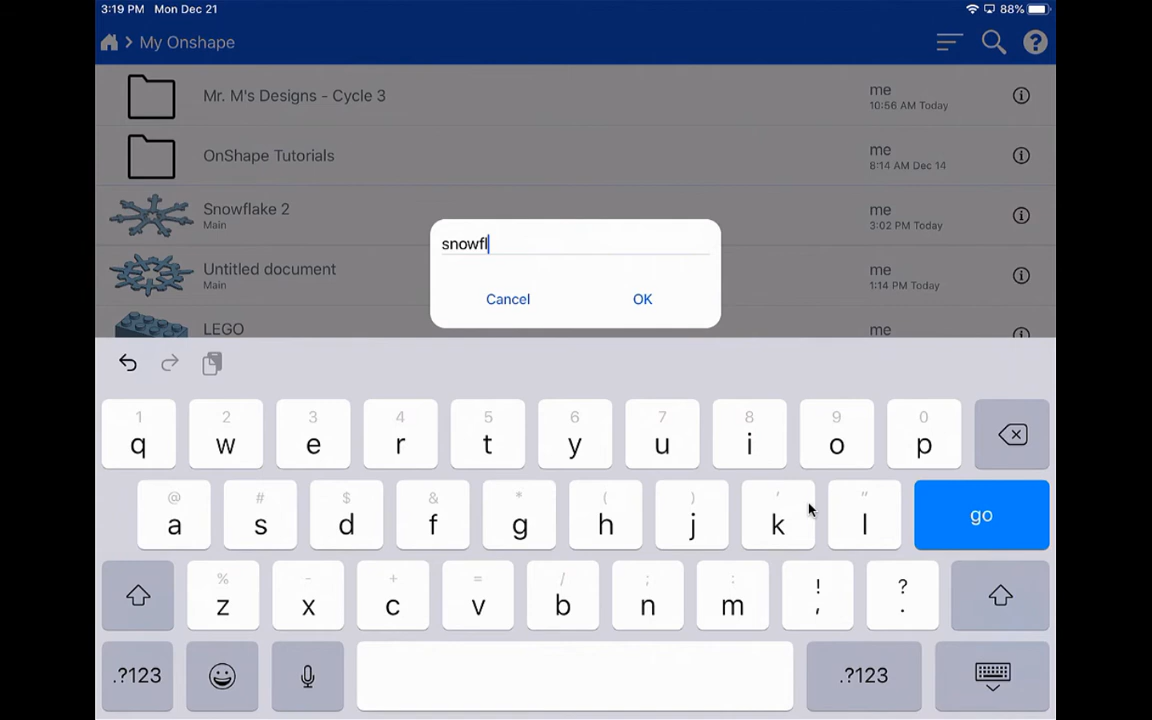 3:19 PM Mon Dec 21 88%
My Onshape ?
Mr. M's Designs - Cycle 3 me
10:56 AM Today
OnShape Tutorials me
8:14 AM Dec 14
Snowflake 2 me
Main 3:02 PM Today
snowfl
Untitled document me
Main 1:14 PM Today
Cancel OK
LEGO me
1 2 3 4 5 6 7 8 9 0
q w e r t y u i o p
@ # $ & * ( ) ' "
a s d f g h j k l go
% - + = / ; : ! ?
z x c v b n m , .
.?123 .?123